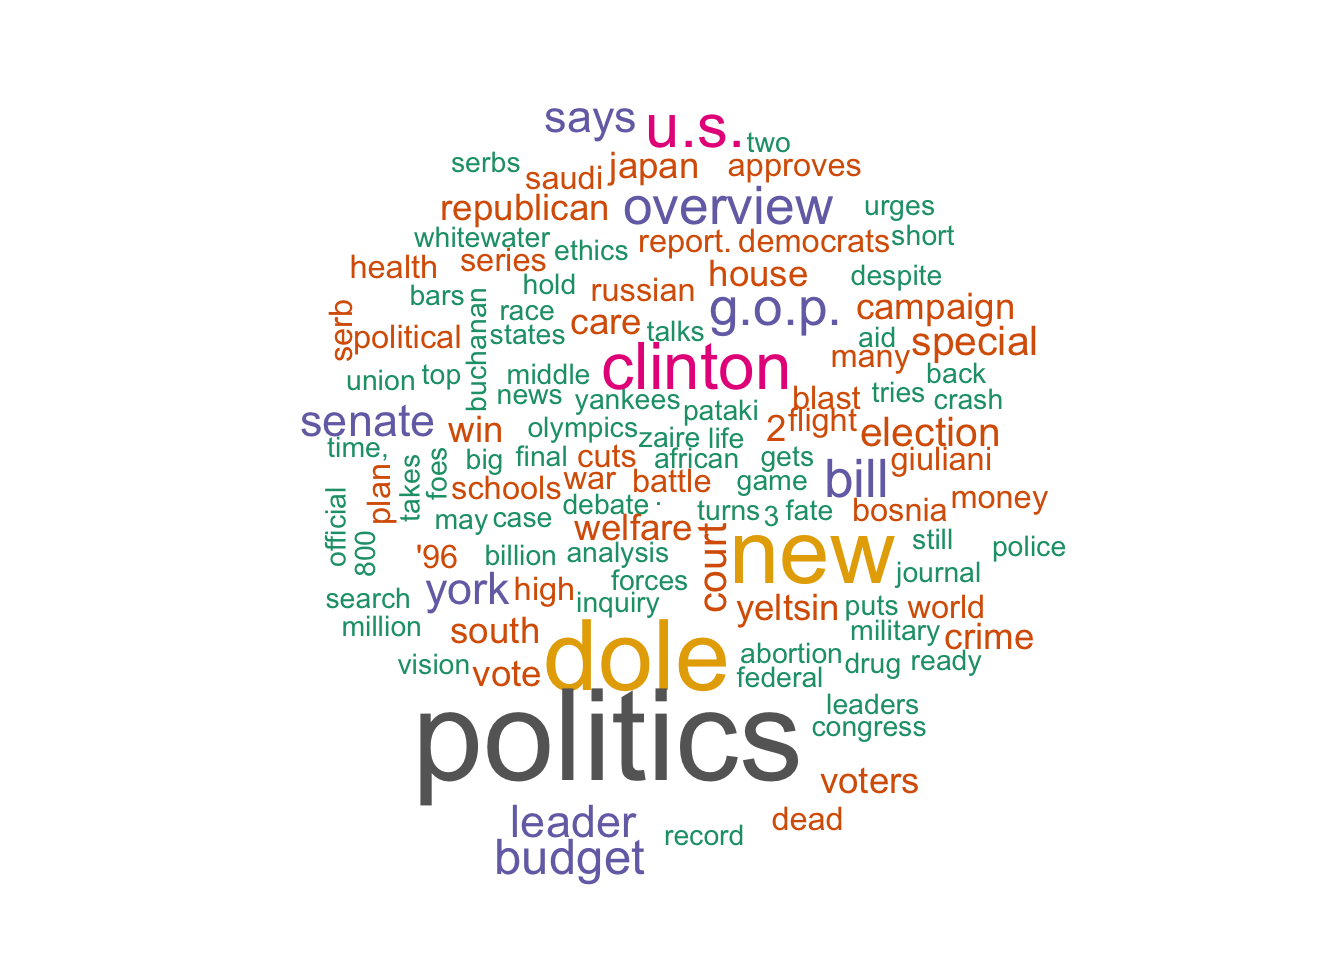 says u.s. two
serbs saudi japan approves
republican overview urges
whitewater ethics report. democrats short
health series house despite
bars hold russian g.o.p. campaign
serb political buchanan race states care talks aid special
union top middle clinton many back
news yankees pataki blast tries crash
senate win olympics zaire life 2 flight election
time, big final cuts african gets bill giuliani
official plan takes foes schools war battle game money
may case debate . turns 3 fate bosnia
800 '96 billion analysis welfare court new still police
york high forces journal
search inquiry yeltsin puts world
million south military crime
vision vote dole abortion drug ready
federal
politics leaders
congress
voters
leader record dead
budget